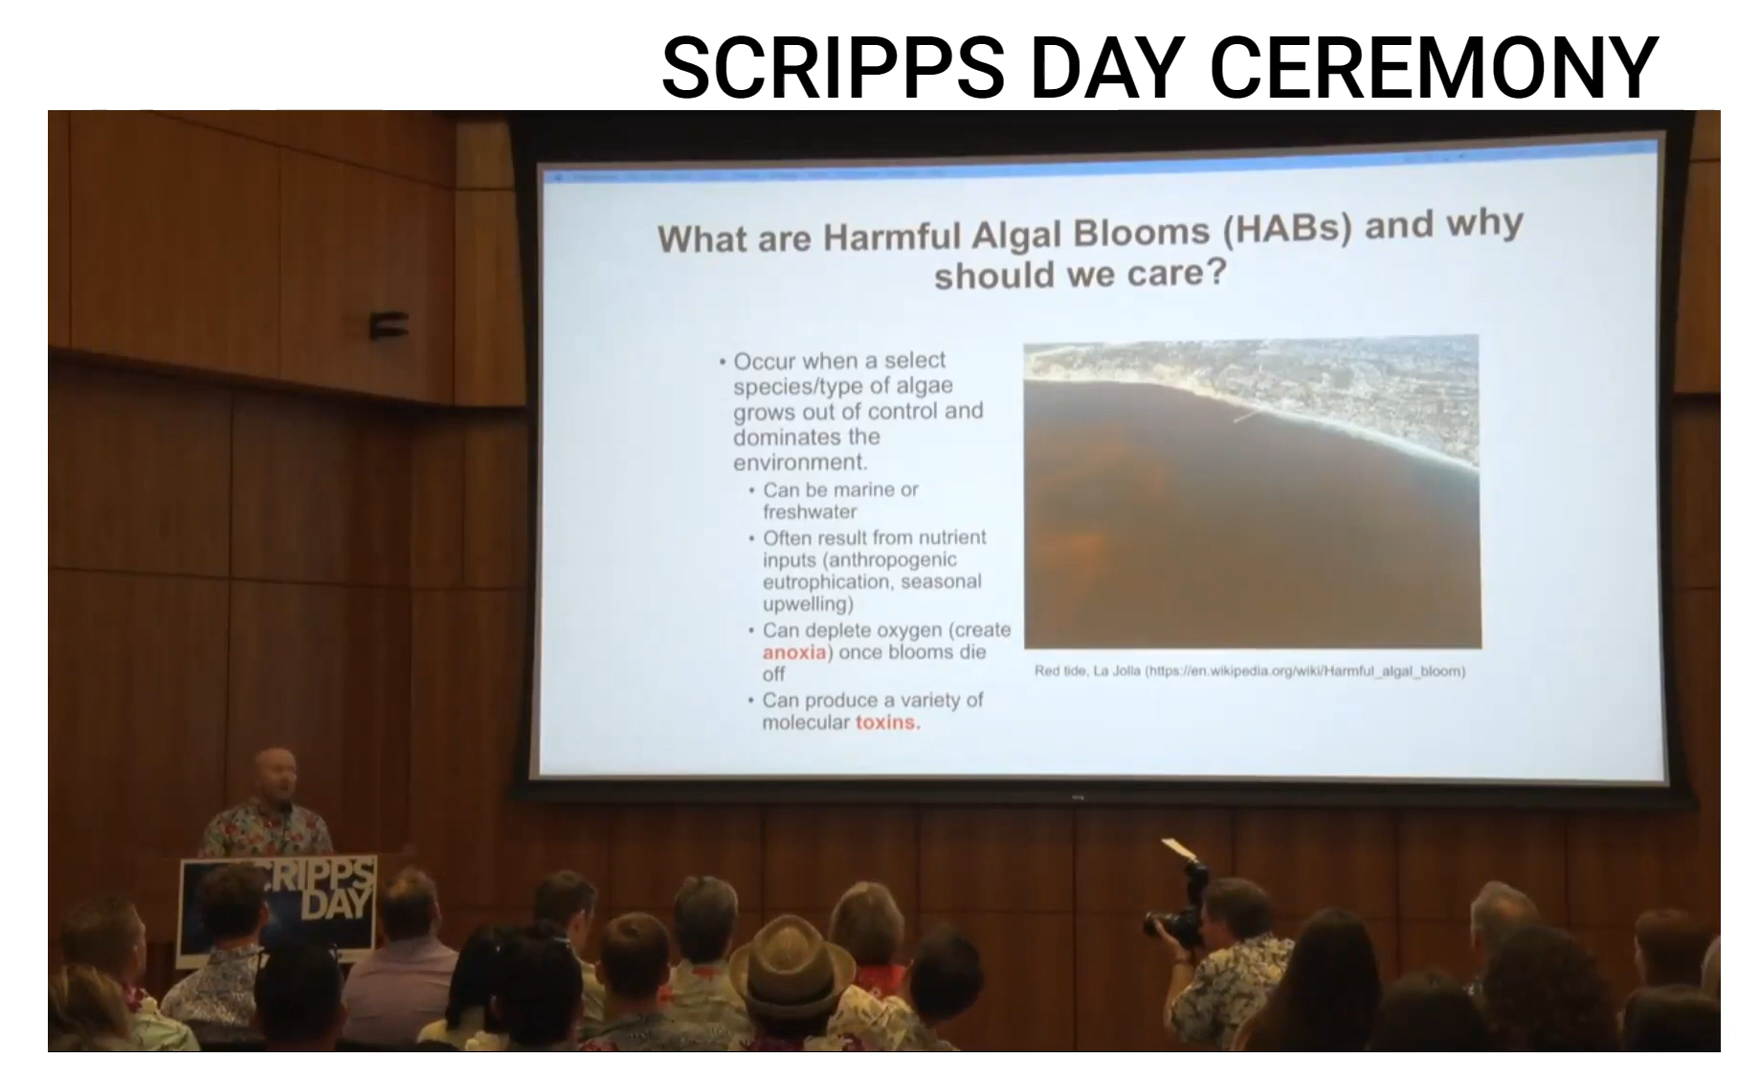 SCRIPPS DAY CEREMONY
What are Harmful Algal Blooms (HABs) and why
should we care?
• Occur when a select
species/type of algae
grows out of control and
dominates the
environment.
• Can be marine or
freshwater
• Often result from nutrient
inputs (anthropogenic
eutrophication, seasonal
upwelling)
• Can deplete oxygen (create
anoxia) once blooms die
off
• Can produce a variety of
molecular toxins.
Red tide, La Jolla (https://en.wikipedia.org/wiki/Harmful_algal_bloom)
CRIPPS
DAY